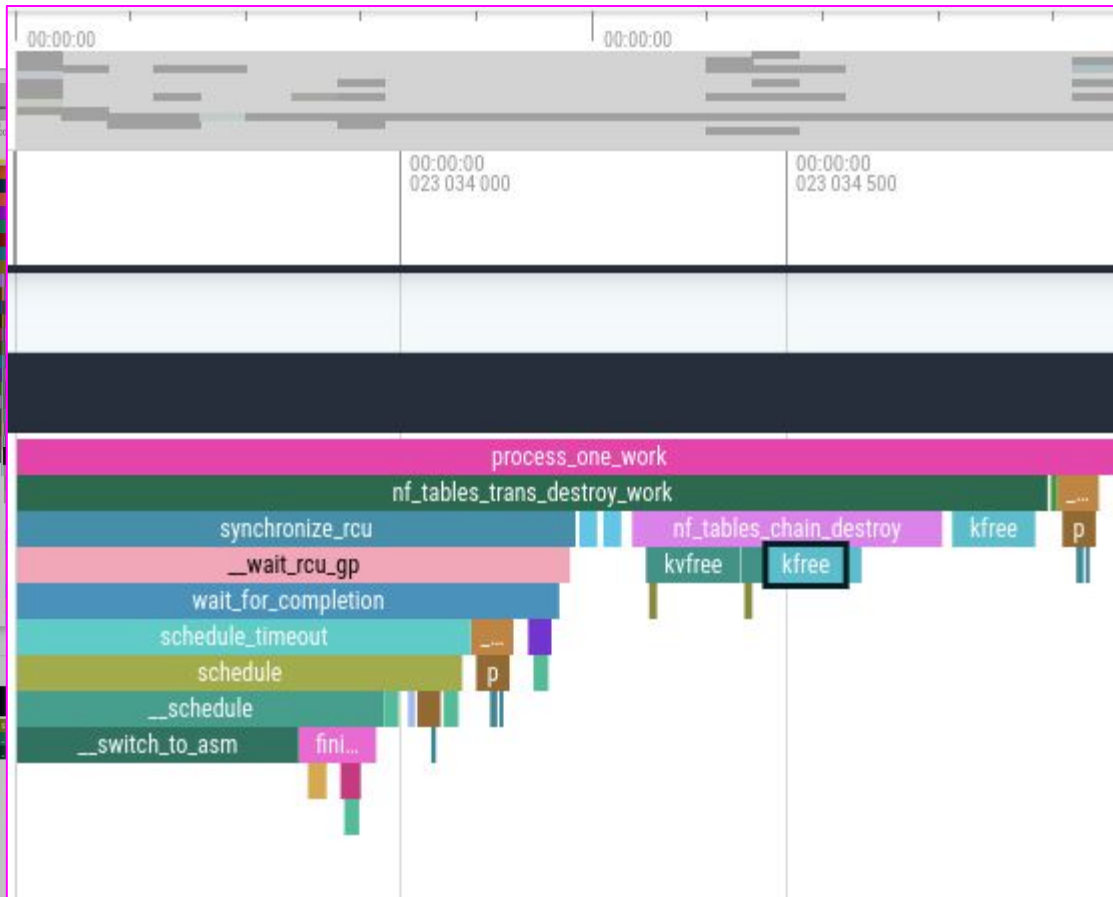 00:00:00 00:00:00
00:00:00 00:00:00
023 034 000 023 034 500
process_one_work
nf_tables_trans_destroy_work _...
synchronize_rcu nf_tables_chain_destroy kfree p
__wait_rcu_gp kvfree kfree
wait_for_completion
schedule_timeout _...
schedule p
__schedule
__switch_to_asm fini...